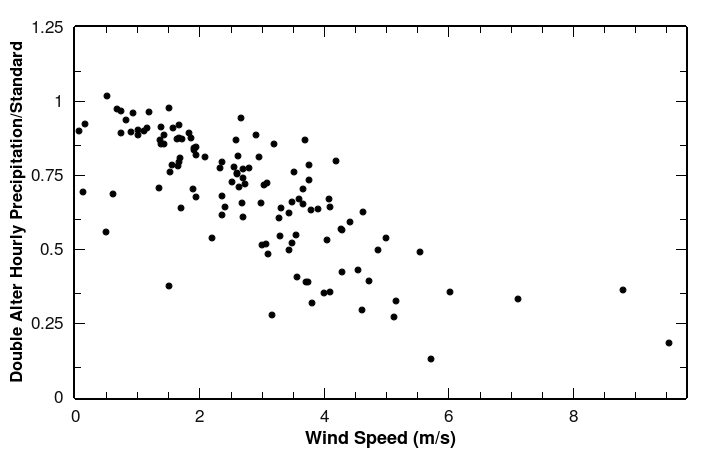 Double Alter Hourly Precipitation/Standard
1.25
1
0.75
0.5
0.25
0
0 2 4 6 8
Wind Speed (m/s)